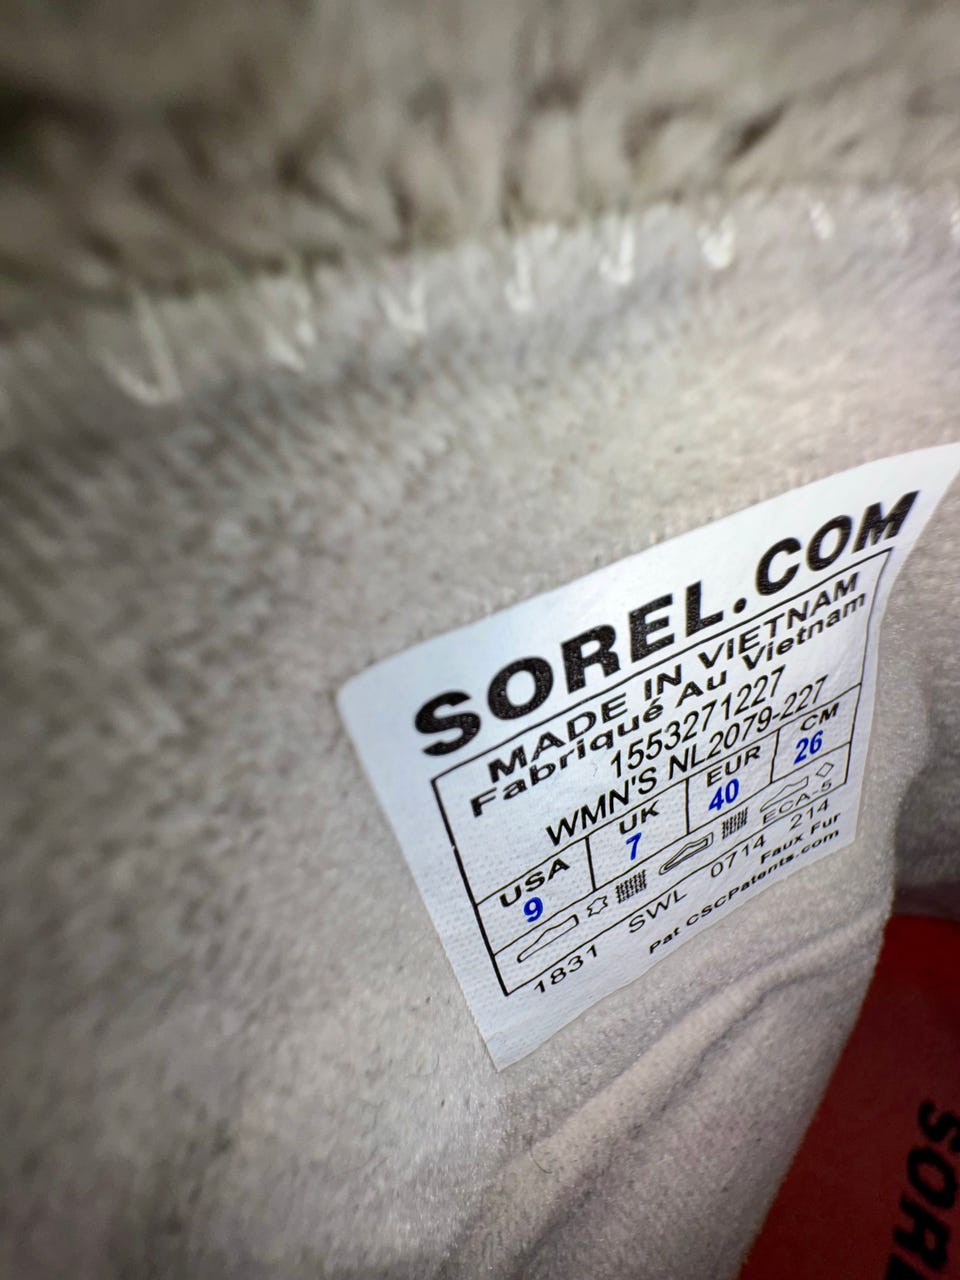 SOREL.COM
MADE IN VIETNAM
Fabriqué Au Vietnam
1553271227
WMN'S NL2079-227
USA UK EUR CM
9 7 40 26
ECA-5
1831 SWL 0714 214
Faux Fur
Pat CSCPatents.com
SOREL